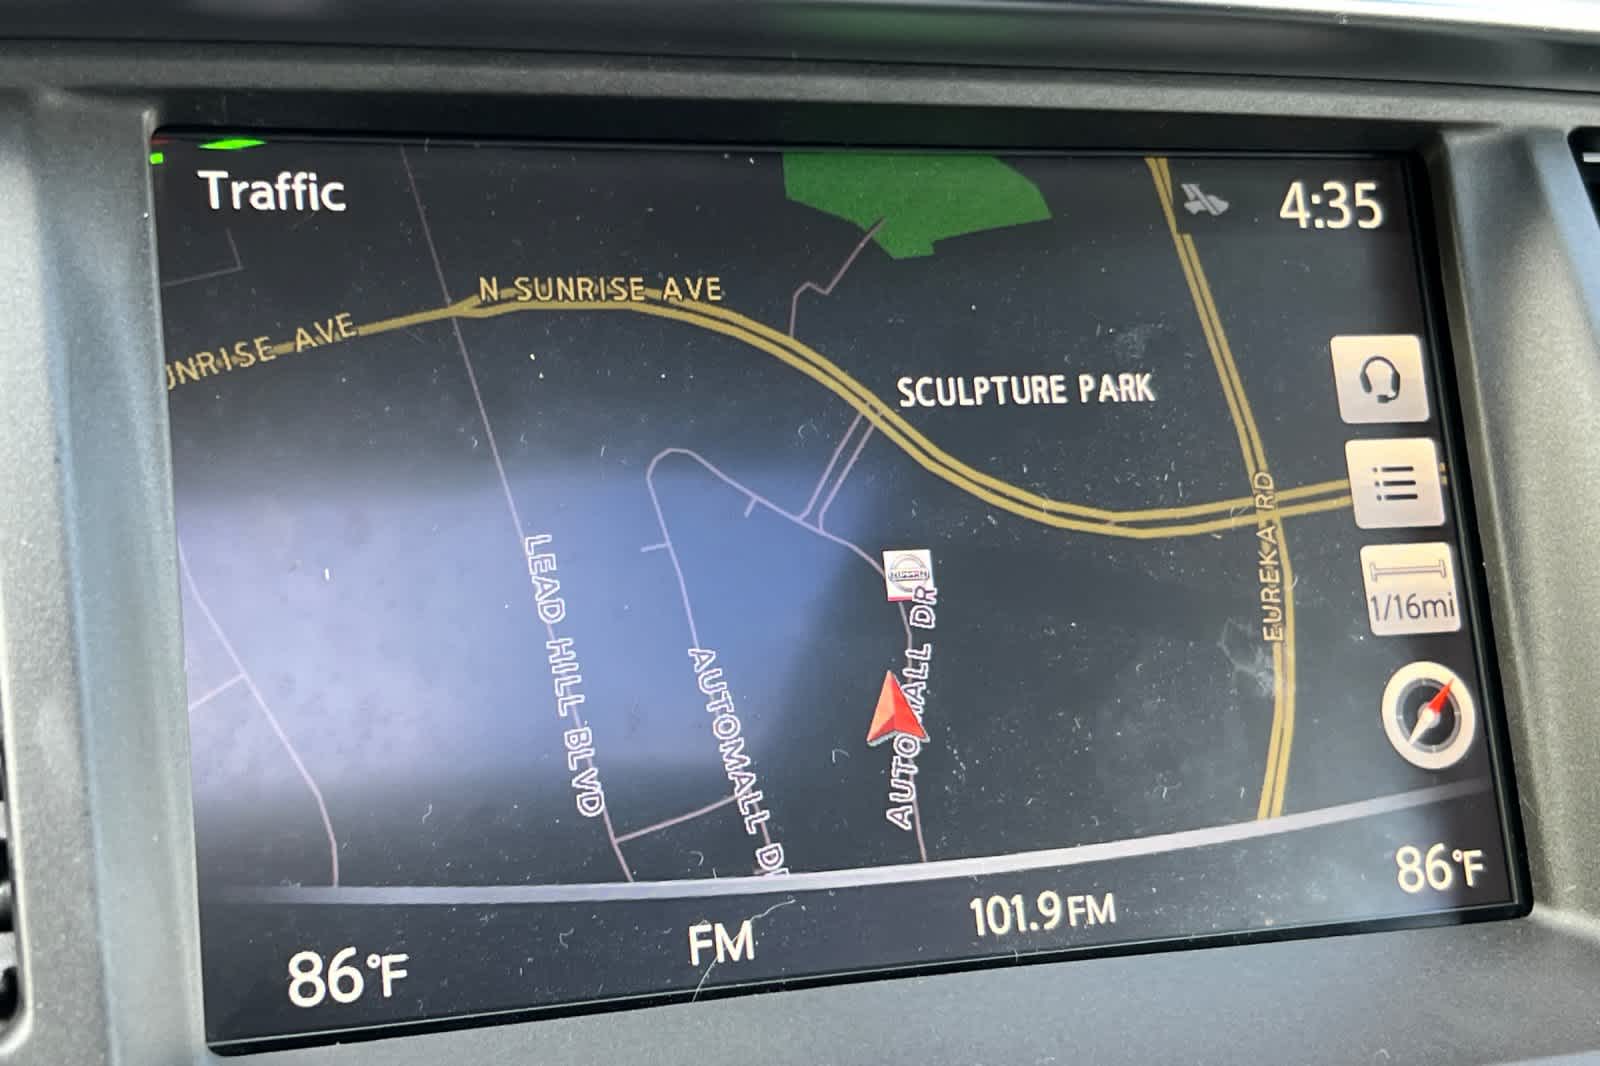 Traffic
4:35
N SUNRISE AVE
UNRISE AVE
SCULPTURE PARK
EUREKA RD
1/16mi
NISSAN
LEAD HILL BLVD
AUTOMALL DR
AUTOMALL DR
86°F
FM
101.9 FM
86°F